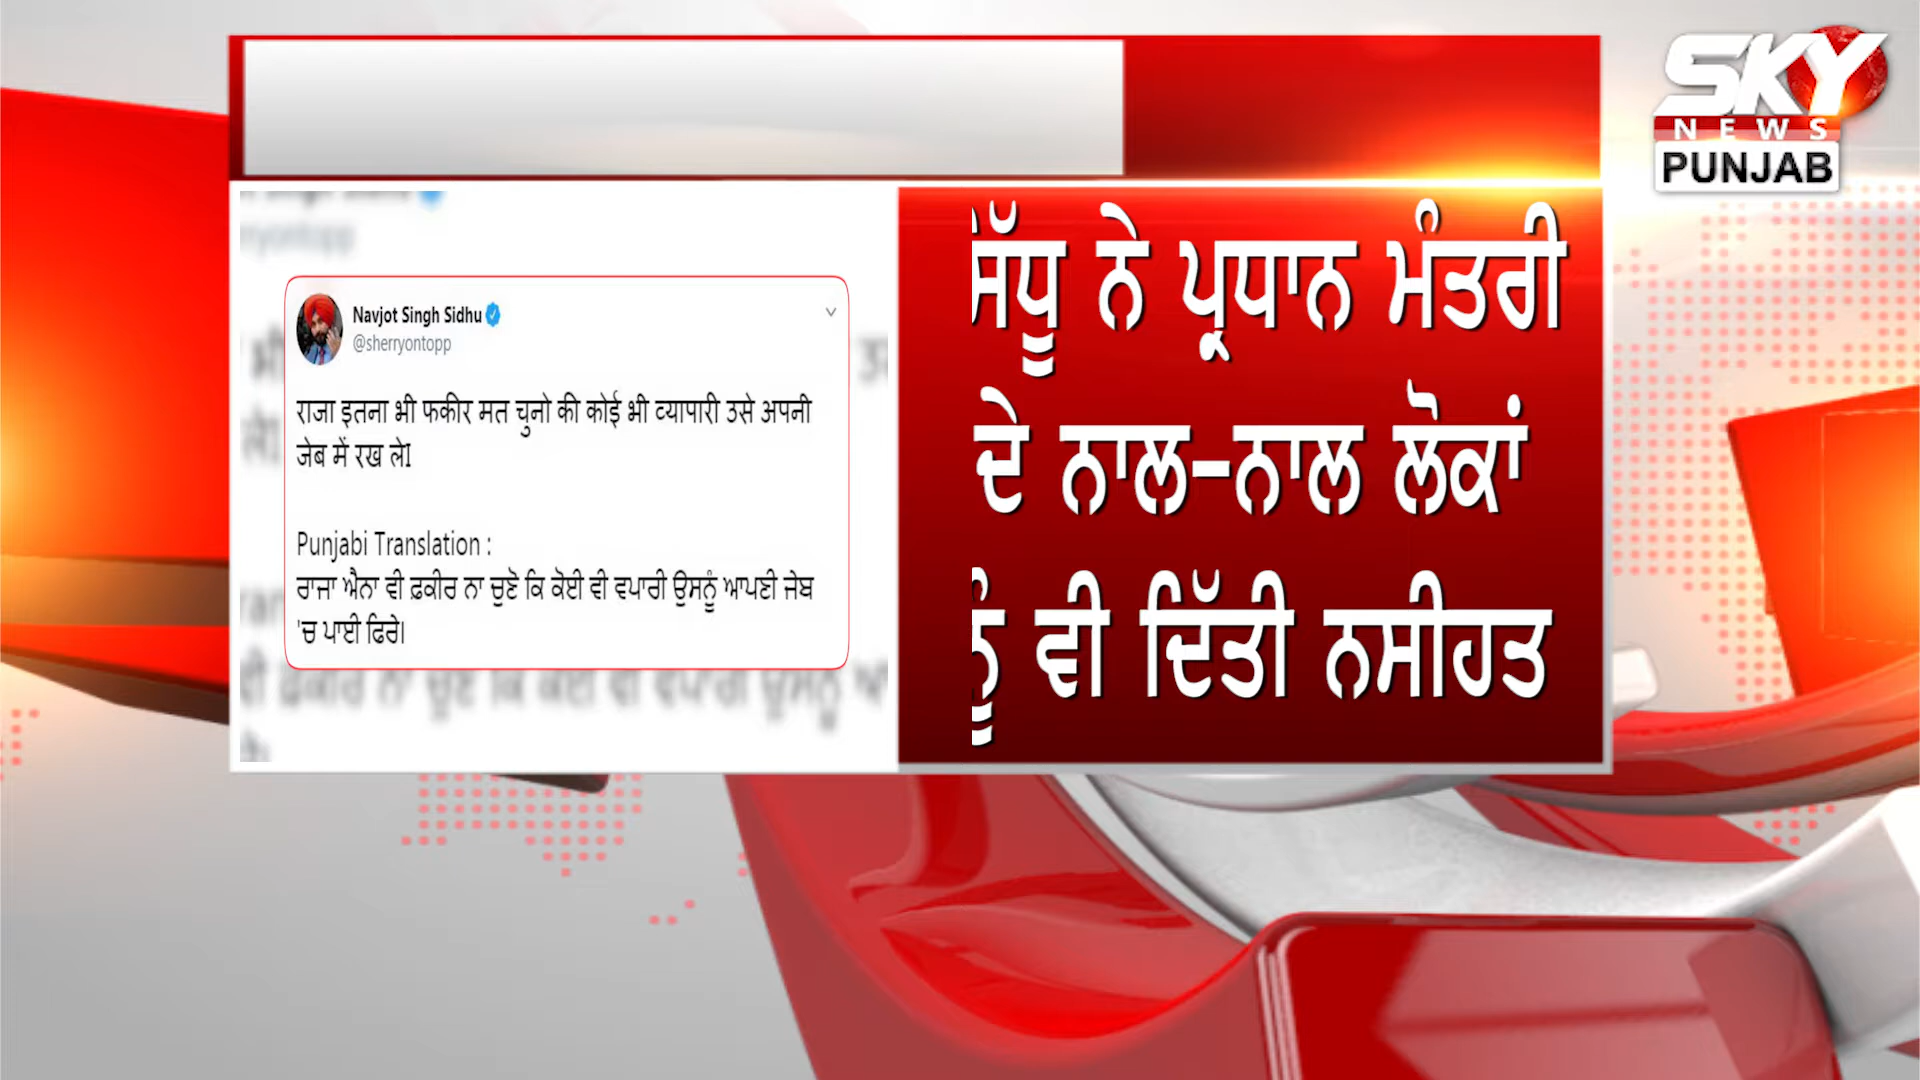 SKY
NEWS
PUNJAB
Navjot Singh Sidhu
@sherryontopp
राजा इतना भी फकीर मत चुनो की कोई भी व्यापारी उसे अपनी
जेब में रख लेI
Punjabi Translation :
ਰਾਜਾ ਐਨਾ ਵੀ ਫ਼ਕੀਰ ਨਾ ਚੁਣੋ ਕਿ ਕੋਈ ਵੀ ਵਪਾਰੀ ਉਸਨੂੰ ਆਪਣੀ ਜੇਬ
'ਚ ਪਾਈ ਫਿਰੇ।
ਸਿੱਧੂ ਨੇ ਪ੍ਰਧਾਨ ਮੰਤਰੀ
ਦੇ ਨਾਲ-ਨਾਲ ਲੋਕਾਂ
ਨੂੰ ਵੀ ਦਿੱਤੀ ਨਸੀਹਤ